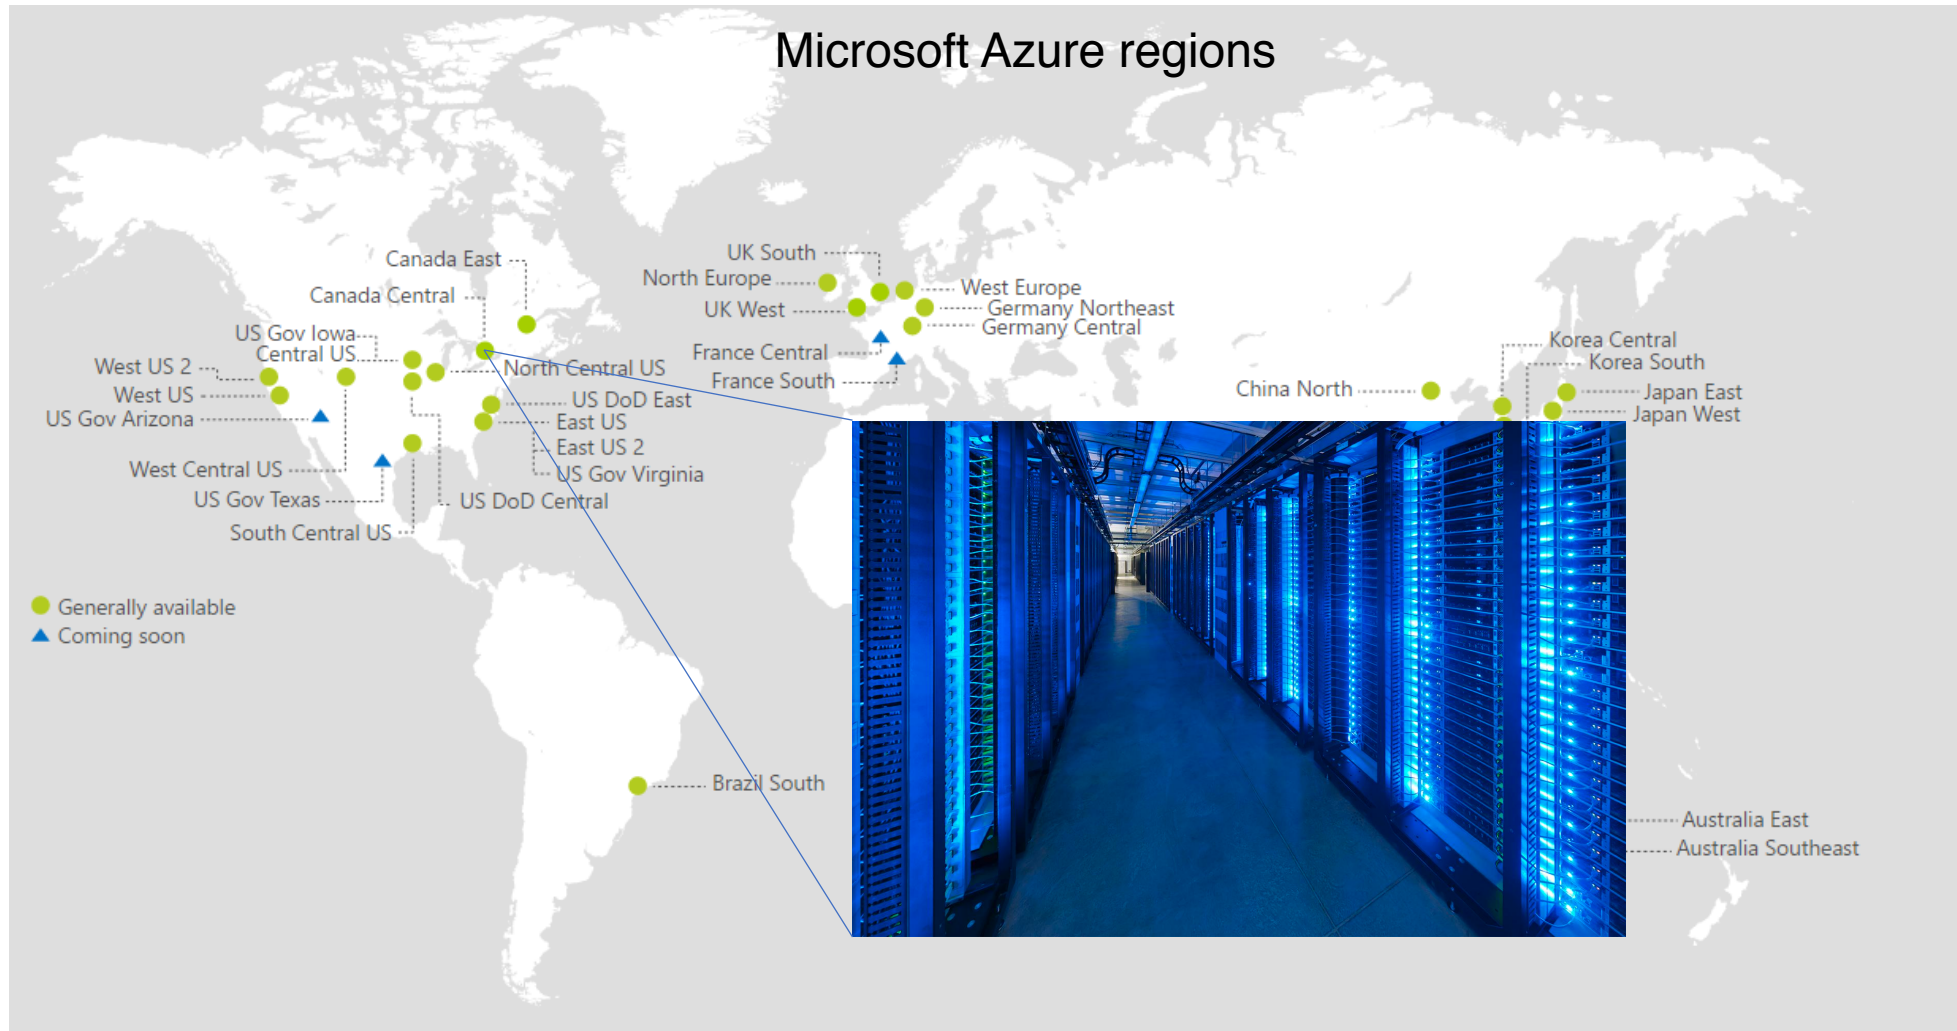 Microsoft Azure regions
Canada East
Canada Central
US Gov Iowa
Central US
West US 2
West US
US Gov Arizona
West Central US
US Gov Texas
South Central US
North Central US
US DoD East
East US
East US 2
US Gov Virginia
US DoD Central
UK South
North Europe
UK West
France Central
France South
West Europe
Germany Northeast
Germany Central
Korea Central
Korea South
China North
Japan East
Japan West
Generally available
Coming soon
Brazil South
Australia East
Australia Southeast